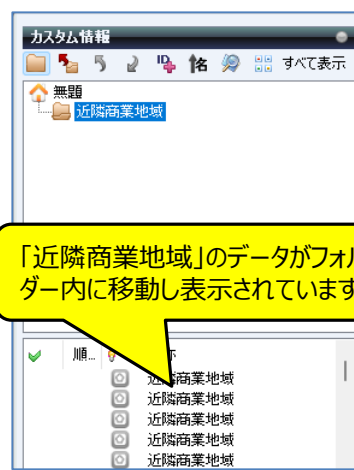 カスタム情報
すべて表示
無題
近隣商業地域
「近隣商業地域」のデータがフォル
ダー内に移動し表示されています
順...
近隣商業地域
近隣商業地域
近隣商業地域
近隣商業地域
近隣商業地域